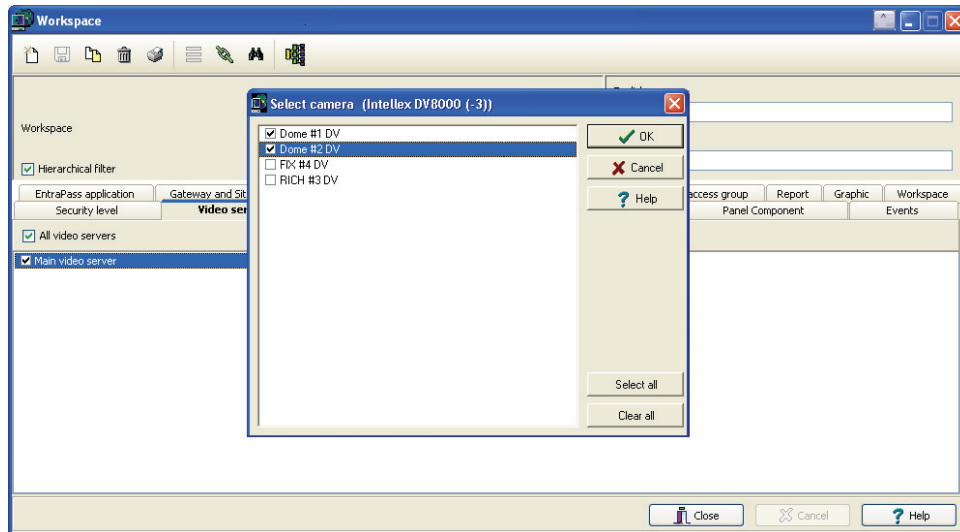 Workspace
Select camera (Intellex DV8000 (-3))
Workspace
Hierarchical filter
Dome #1 DV
Dome #2 DV
FIX #4 DV
RICH #3 DV
OK
Cancel
Help
Select all
Clear all
EntraPass application
Gateway and Sit
access group
Report
Graphic
Workspace
Security level
Video ser
Panel Component
Events
All video servers
Main video server
Close
Cancel
Help